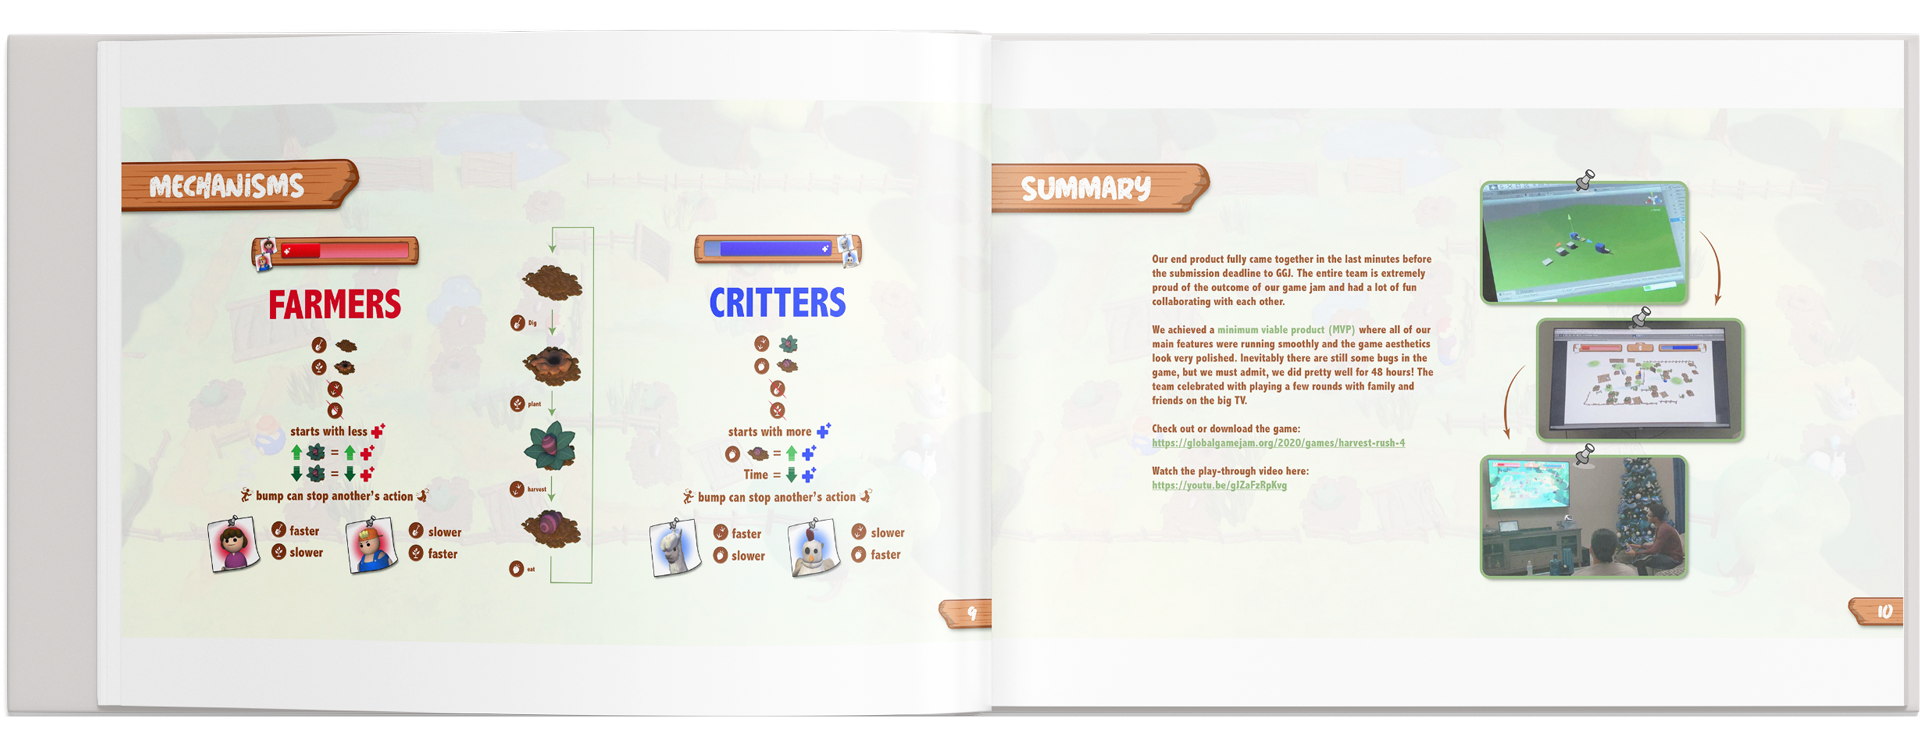 MECHANiSMS
FARMERS
starts with less
=
=
bump can stop another's action
faster
slower
slower
faster
Dig
plant
harvest
eat
CRITTERS
starts with more
=
Time =
bump can stop another's action
faster
slower
slower
faster
9
SUMMARY
Our end product fully came together in the last minutes before
the submission deadline to GGJ. The entire team is extremely
proud of the outcome of our game jam and had a lot of fun
collaborating with each other.
We achieved a minimum viable product (MVP) where all of our
main features were running smoothly and the game aesthetics
look very polished. Inevitably there are still some bugs in the
game, but we must admit, we did pretty well for 48 hours! The
team celebrated with playing a few rounds with family and
friends on the big TV.
Check out or download the game:
https://globalgamejam.org/2020/games/harvest-rush-4
Watch the play-through video here:
https://youtu.be/gJZaFzRpKvg
10